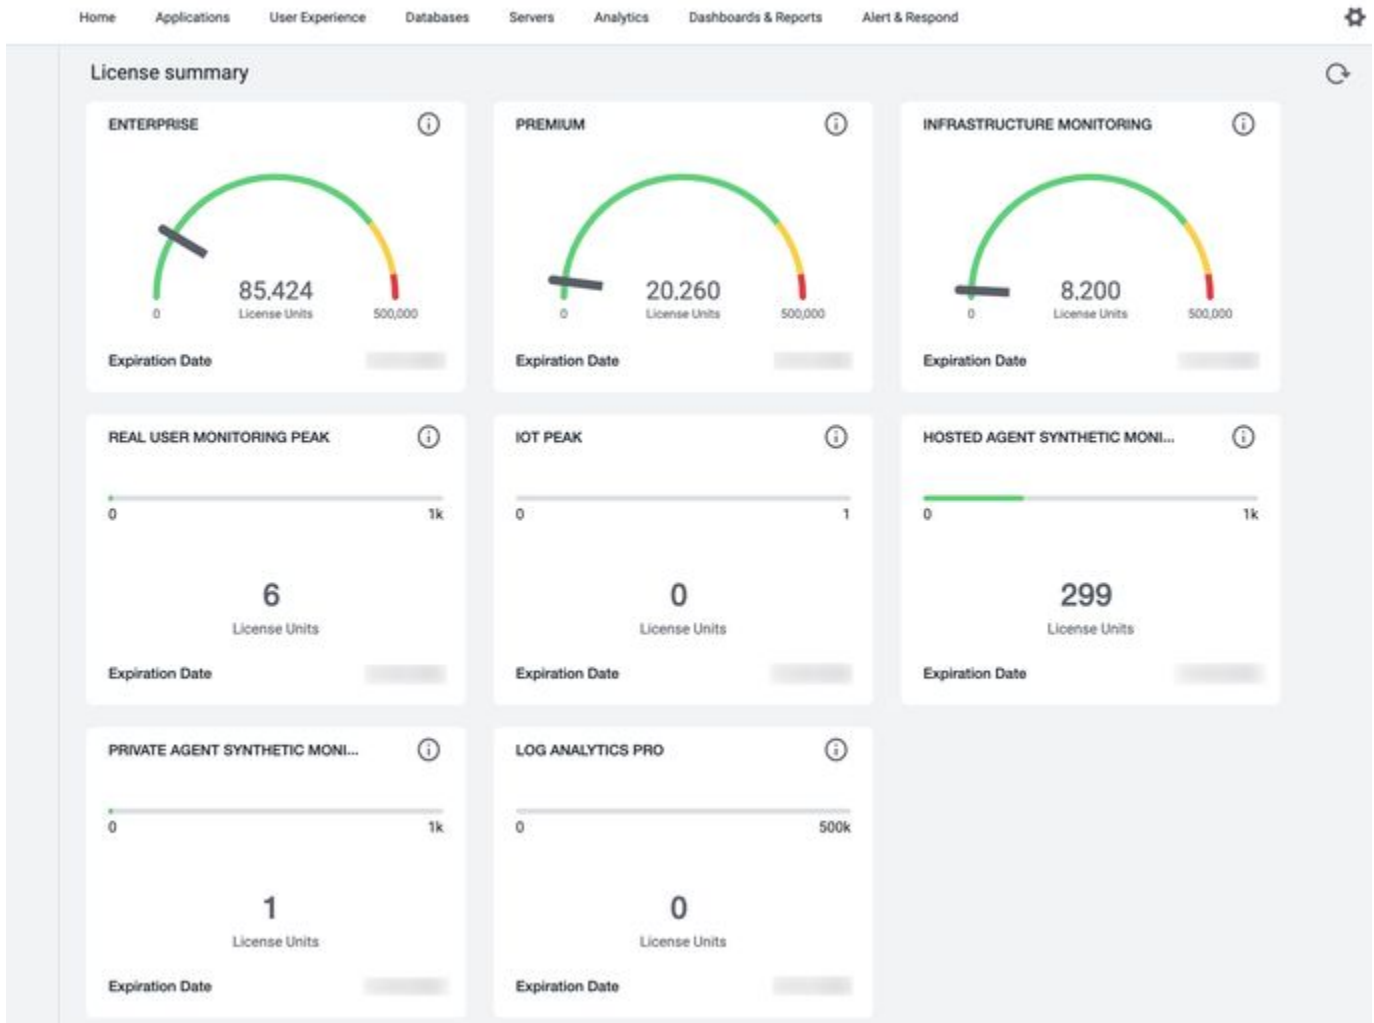 Home Applications User Experience Databases Servers Analytics Dashboards & Reports Alert & Respond
License summary
ENTERPRISE
85,424
License Units
0
500,000
Expiration Date
PREMIUM
20,260
License Units
0
500,000
Expiration Date
INFRASTRUCTURE MONITORING
8,200
License Units
0
500,000
Expiration Date
REAL USER MONITORING PEAK
0 1k
6
License Units
Expiration Date
IOT PEAK
0 1
0
License Units
Expiration Date
HOSTED AGENT SYNTHETIC MONI...
0 1k
299
License Units
Expiration Date
PRIVATE AGENT SYNTHETIC MONI...
0 1k
1
License Units
Expiration Date
LOG ANALYTICS PRO
0 500k
0
License Units
Expiration Date